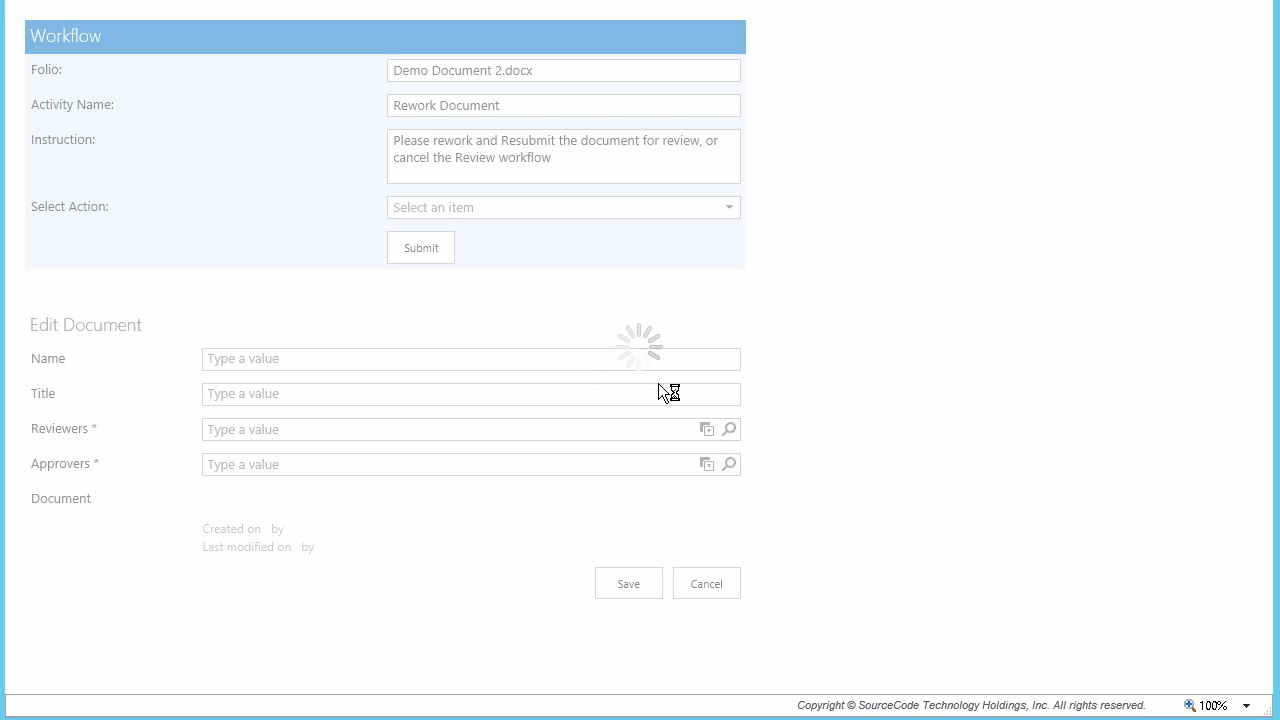 Workflow
Folio:
Demo Document 2.docx
Activity Name:
Rework Document
Instruction:
Please rework and Resubmit the document for review, or
cancel the Review workflow
Select Action:
Select an item
Submit
Edit Document
Name
Type a value
Title
Type a value
Reviewers *
Type a value
Approvers *
Type a value
Document
Created on by
Last modified on by
Save
Cancel
Copyright © SourceCode Technology Holdings, Inc. All rights reserved.
100%